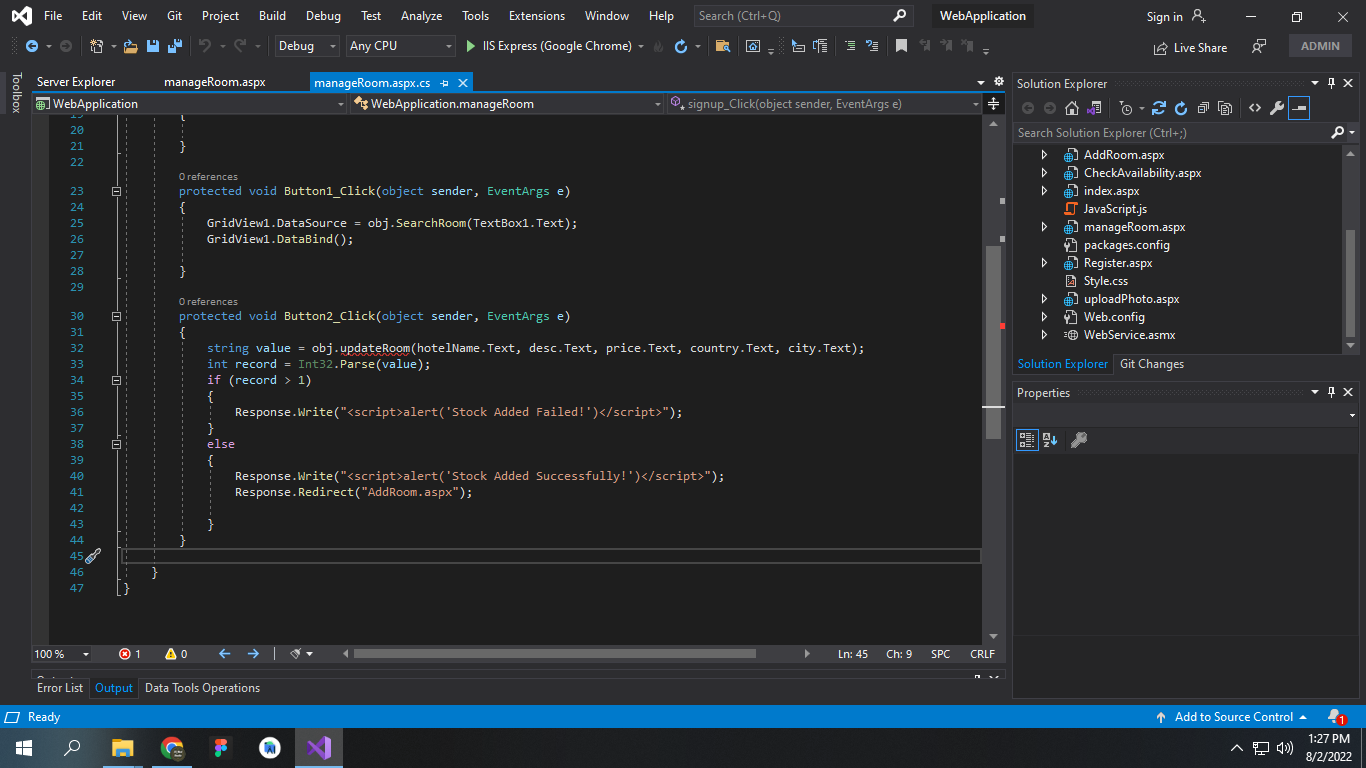 File Edit View Git Project Build Debug Test Analyze Tools Extensions Window Help Search (Ctrl+Q) WebApplication Sign in
Debug Any CPU IIS Express (Google Chrome) Live Share ADMIN
Toolbox
Server Explorer manageRoom.aspx manageRoom.aspx.cs
WebApplication WebApplication.manageRoom signup_Click(object sender, EventArgs e)
19 {
20
21 }
22
0 references
23 protected void Button1_Click(object sender, EventArgs e)
24 {
25 GridView1.DataSource = obj.SearchRoom(TextBox1.Text);
26 GridView1.DataBind();
27
28 }
29
0 references
30 protected void Button2_Click(object sender, EventArgs e)
31 {
32 string value = obj.updateRoom(hotelName.Text, desc.Text, price.Text, country.Text, city.Text);
33 int record = Int32.Parse(value);
34 if (record > 1)
35 {
36 Response.Write("<script>alert('Stock Added Failed!')</script>");
37 }
38 else
39 {
40 Response.Write("<script>alert('Stock Added Successfully!')</script>");
41 Response.Redirect("AddRoom.aspx");
42
43 }
44 }
45
46 }
47 }
100 % 1 0 Ln: 45 Ch: 9 SPC CRLF
Error List Output Data Tools Operations
Solution Explorer
Search Solution Explorer (Ctrl+;)
AddRoom.aspx
CheckAvailability.aspx
index.aspx
JavaScript.js
manageRoom.aspx
packages.config
Register.aspx
Style.css
uploadPhoto.aspx
Web.config
WebService.asmx
Solution Explorer Git Changes
Properties
Ready Add to Source Control 1
1:27 PM
8/2/2022